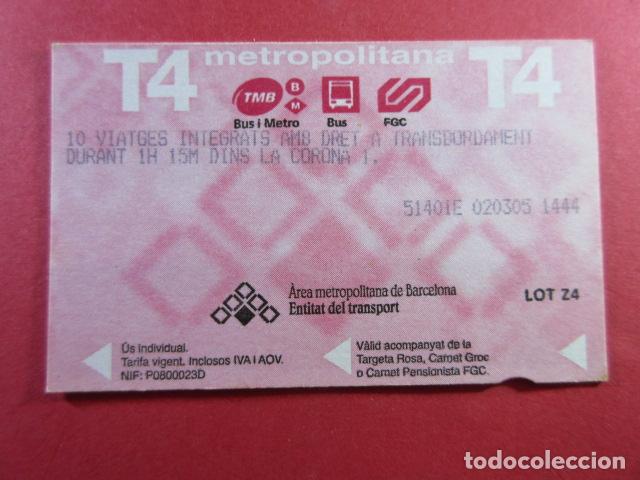 T4 metropolitana T4
TMB B M
Bus i Metro Bus FGC
10 VIATGES INTEGRATS AMB DRET A TRANSBORDAMENT
DURANT 1H 15M DINS LA CORONA 1.
51401E 020305 1444
Àrea metropolitana de Barcelona
Entitat del transport
LOT Z4
Ús individual.
Tarifa vigent. Inclosos IVA I AOV.
NIF: P0800023D
Vàlid acompanyat de la
Targeta Rosa, Carnet Groc
o Carnet Pensionista FGC.
todocoleccion.net